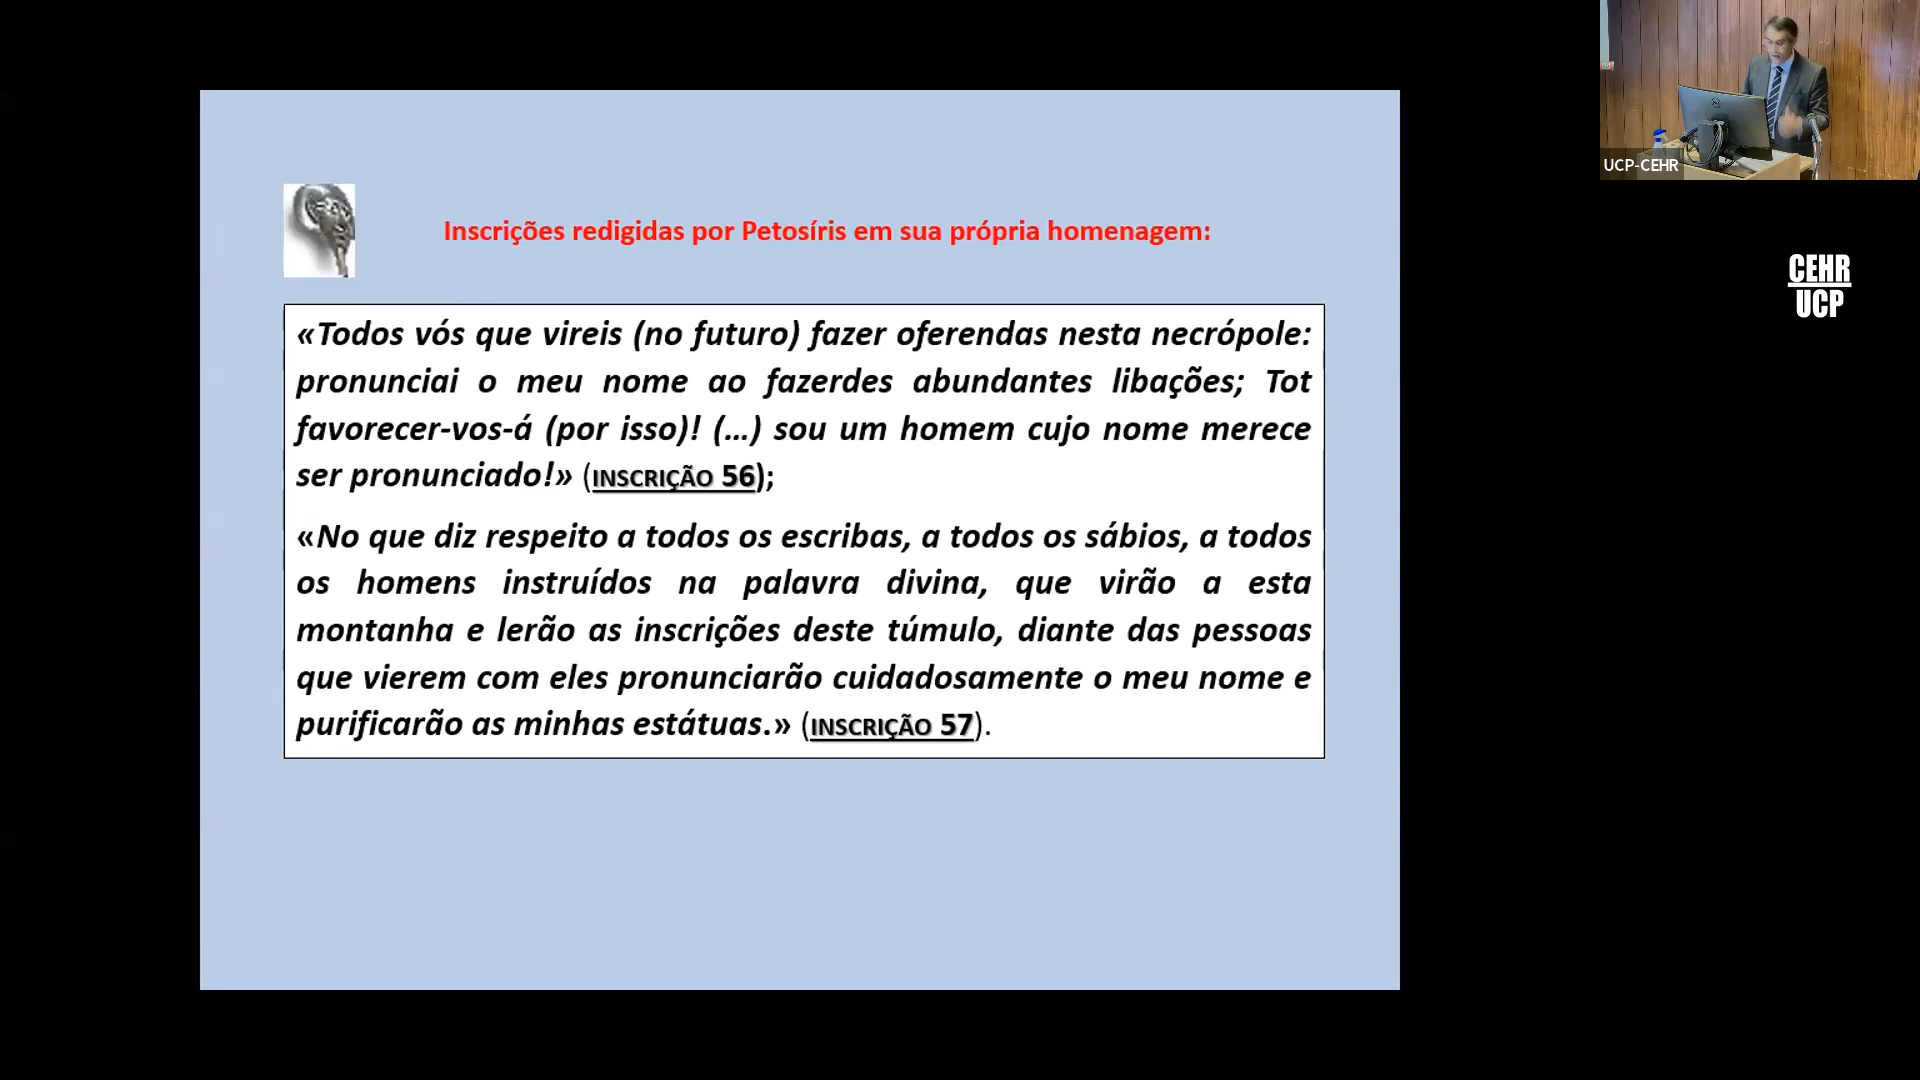 UCP-CEHR
CEHR
UCP
Inscrições redigidas por Petosíris em sua própria homenagem:
«Todos vós que vireis (no futuro) fazer oferendas nesta necrópole:
pronunciai o meu nome ao fazerdes abundantes libações; Tot
favorecer-vos-á (por isso)! (...) sou um homem cujo nome merece
ser pronunciado!» (INSCRIÇÃO 56);
«No que diz respeito a todos os escribas, a todos os sábios, a todos
os homens instruídos na palavra divina, que virão a esta
montanha e lerão as inscrições deste túmulo, diante das pessoas
que vierem com eles pronunciarão cuidadosamente o meu nome e
purificarão as minhas estátuas.» (INSCRIÇÃO 57).